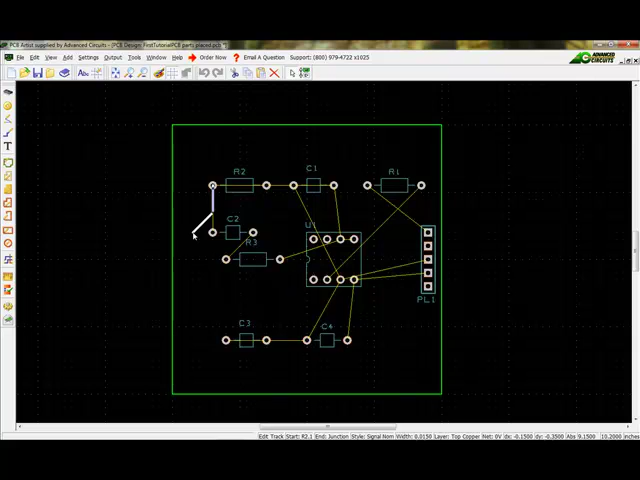 PCB Artist supplied by Advanced Circuits - [PCB Design: FirstTutorialPCB parts placed.pcb *]
File Edit View Add Settings Output Tools Window Help Order Now Email A Question Support: (800) 979-4722 x1025
ADVANCED
CIRCUITS
Abc
T
R2
C1
R1
C2
U1
R3
PL1
C3
C4
Edit Track Start: R2.1 End: Junction Style: Signal Nom Width: 0.0150 Layer: Top Copper Net: 0V dx: -0.1500 dy: -0.3500 Abs 9.1500 10.2000 inches